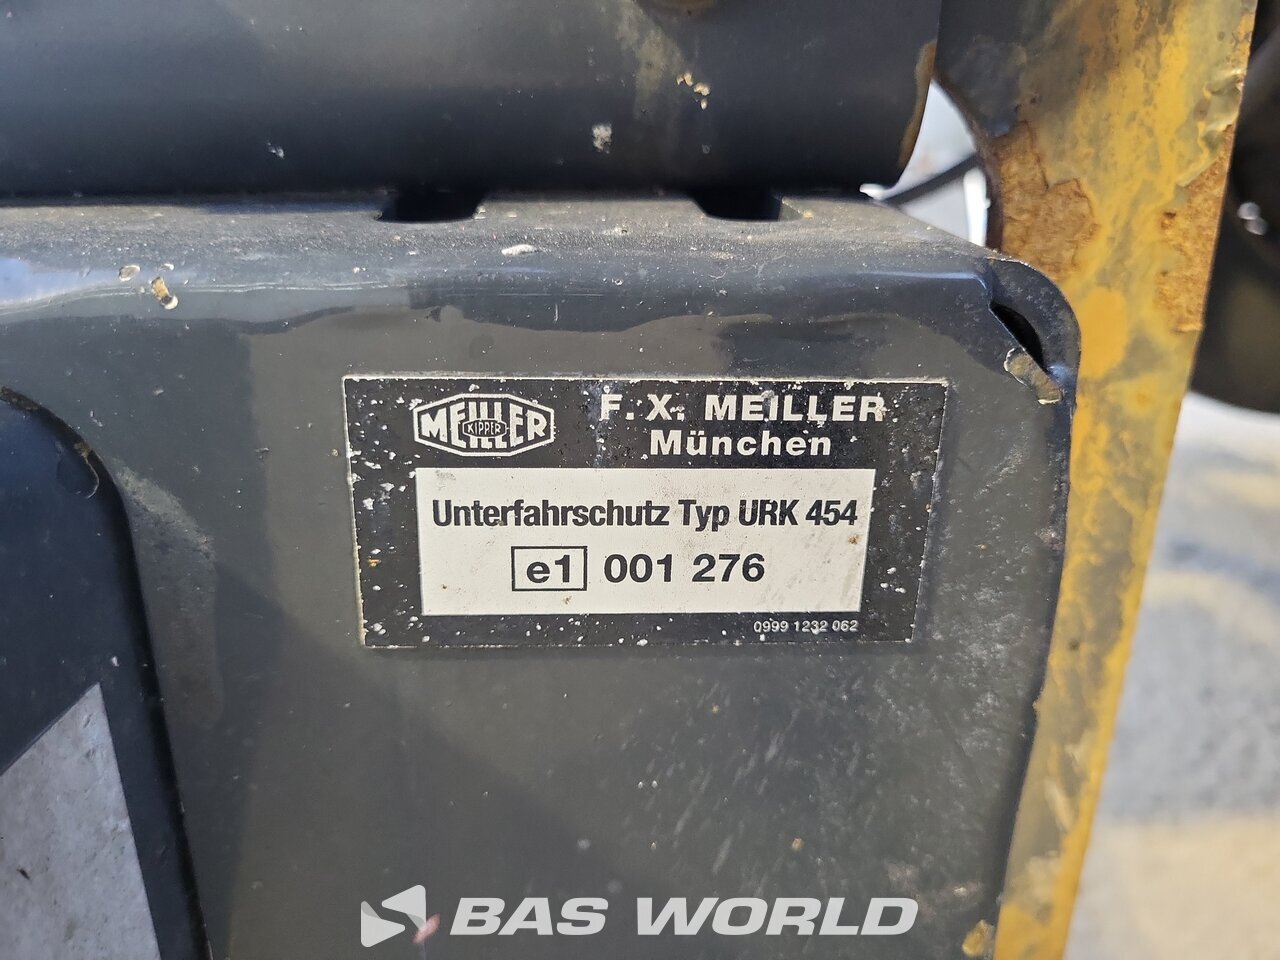 MEILLER
KIPPER
F. X. MEILLER
München
Unterfahrschutz Typ URK 454
e1 001 276
0999 1232 062
BAS WORLD